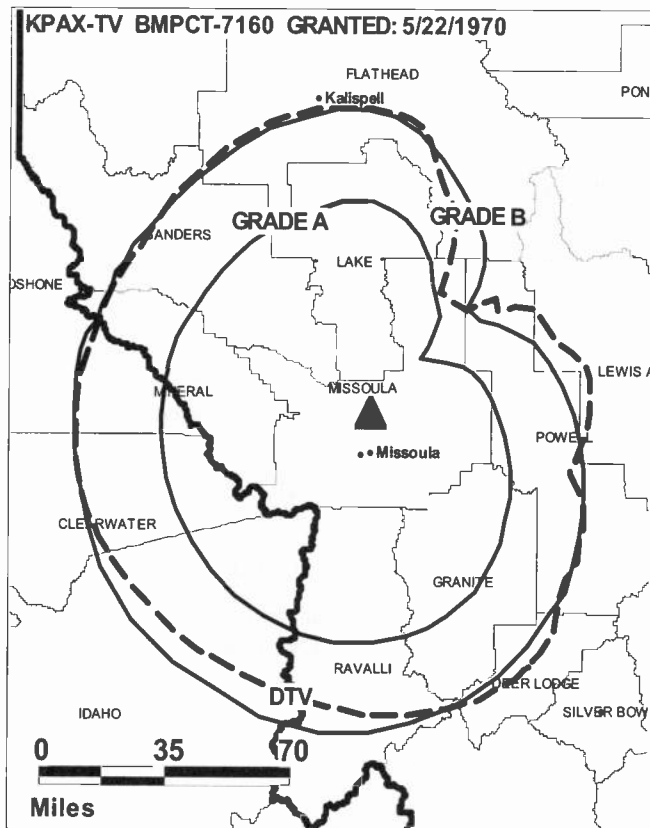 KPAX-TV BMPCT-7160 GRANTED: 5/22/1970
FLATHEAD
Kalispell
PON
GRADE A
GRADE B
SANDERS
LAKE
OSHONE
MISSOULA
MINERAL
LEWIS A
POWELL
Missoula
CLEARWATER
GRANITE
RAVALLI
DEER LODGE
DTV
IDAHO
SILVER BOW
0 35 70
Miles